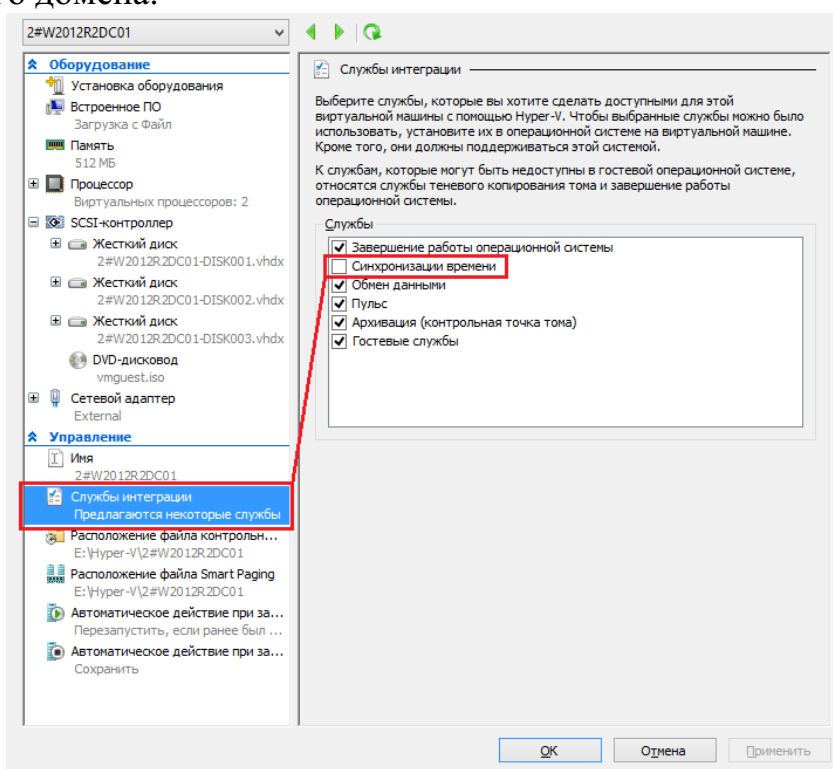 го домена.
2#W2012R2DC01
Оборудование
Установка оборудования
Встроенное ПО
Загрузка с Файл
Память
512 МБ
Процессор
Виртуальных процессоров: 2
SCSI-контроллер
Жесткий диск
2#W2012R2DC01-DISK001.vhdx
Жесткий диск
2#W2012R2DC01-DISK002.vhdx
Жесткий диск
2#W2012R2DC01-DISK003.vhdx
DVD-дисковод
vmguest.iso
Сетевой адаптер
External
Управление
Имя
2#W2012R2DC01
Службы интеграции
Предлагаются некоторые службы
Расположение файла контрольн...
E:\Hyper-V\2#W2012R2DC01
Расположение файла Smart Paging
E:\Hyper-V\2#W2012R2DC01
Автоматическое действие при за...
Перезапустить, если ранее был ...
Автоматическое действие при за...
Сохранить
Службы интеграции
Выберите службы, которые вы хотите сделать доступными для этой
виртуальной машины с помощью Hyper-V. Чтобы выбранные службы можно было
использовать, установите их в операционной системе на виртуальной машине.
Кроме того, они должны поддерживаться этой системой.
К службам, которые могут быть недоступны в гостевой операционной системе,
относятся службы теневого копирования тома и завершение работы
операционной системы.
Службы
Завершение работы операционной системы
Синхронизации времени
Обмен данными
Пульс
Архивация (контрольная точка тома)
Гостевые службы
ОК
Отмена
Применить